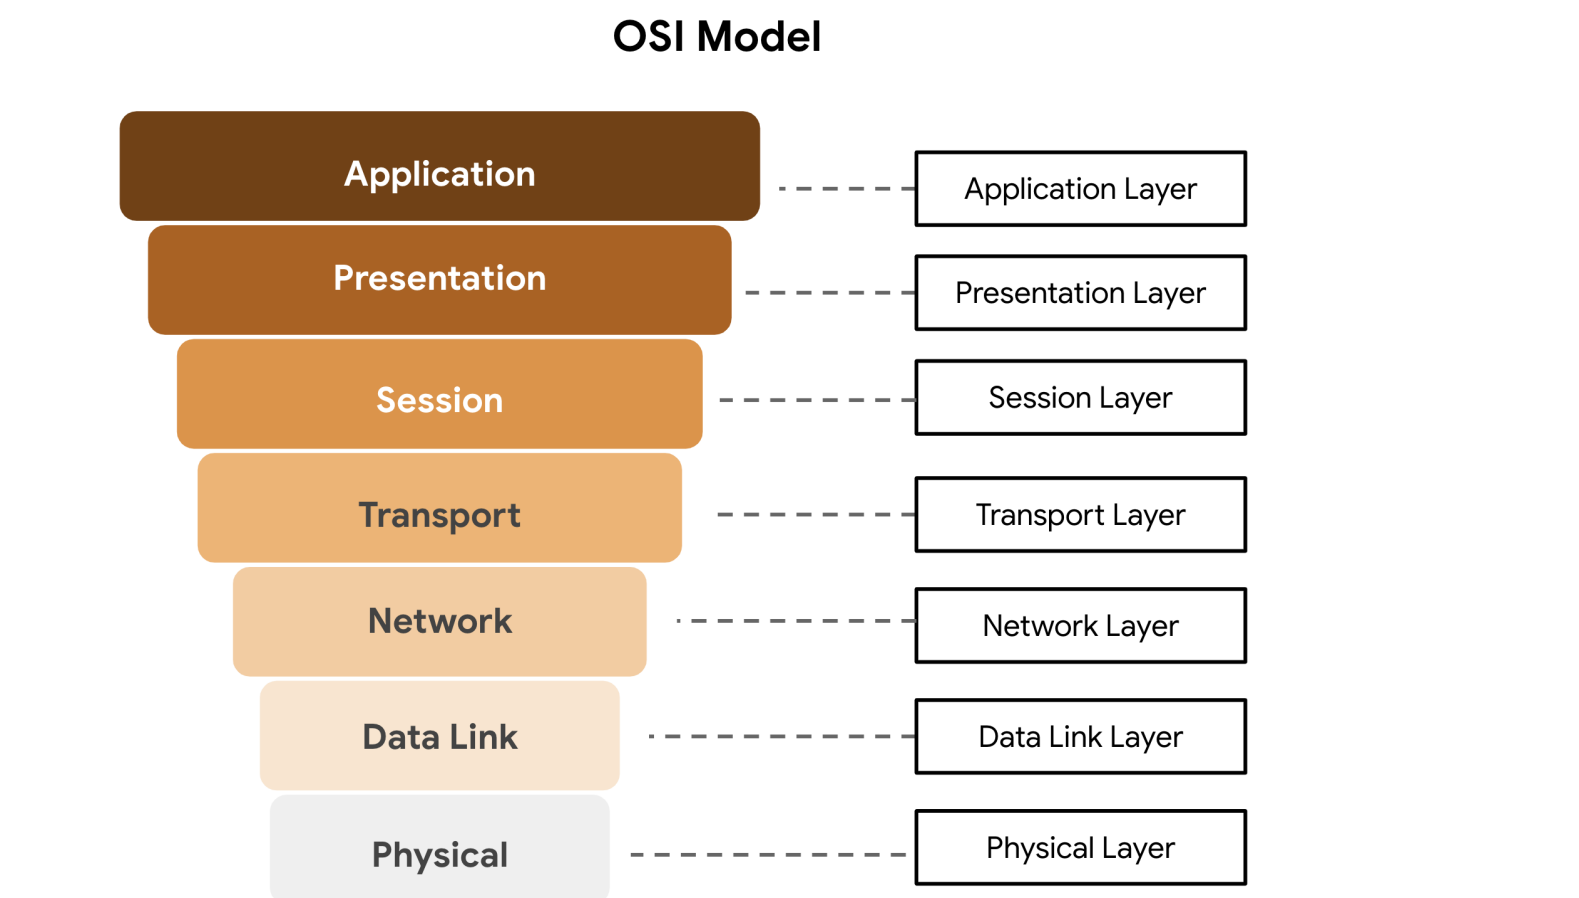 OSI Model
Application
Application Layer
Presentation
Presentation Layer
Session
Session Layer
Transport
Transport Layer
Network
Network Layer
Data Link
Data Link Layer
Physical
Physical Layer